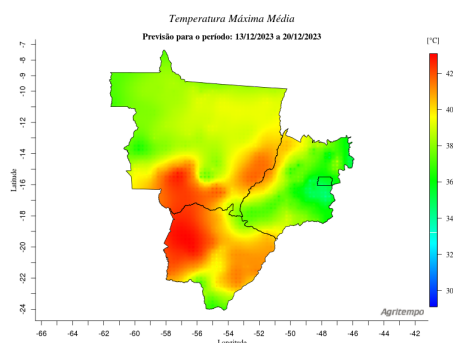 Temperatura Máxima Média
Previsão para o período: 13/12/2023 a 20/12/2023
[°C]
-7
-9
-10
-12
-14
-16
-18
-20
-22
-24
Latitude
42
40
38
36
34
32
30
Agritempo
-66 -64 -62 -60 -58 -56 -54 -52 -50 -48 -46 -44 -42
Longitude